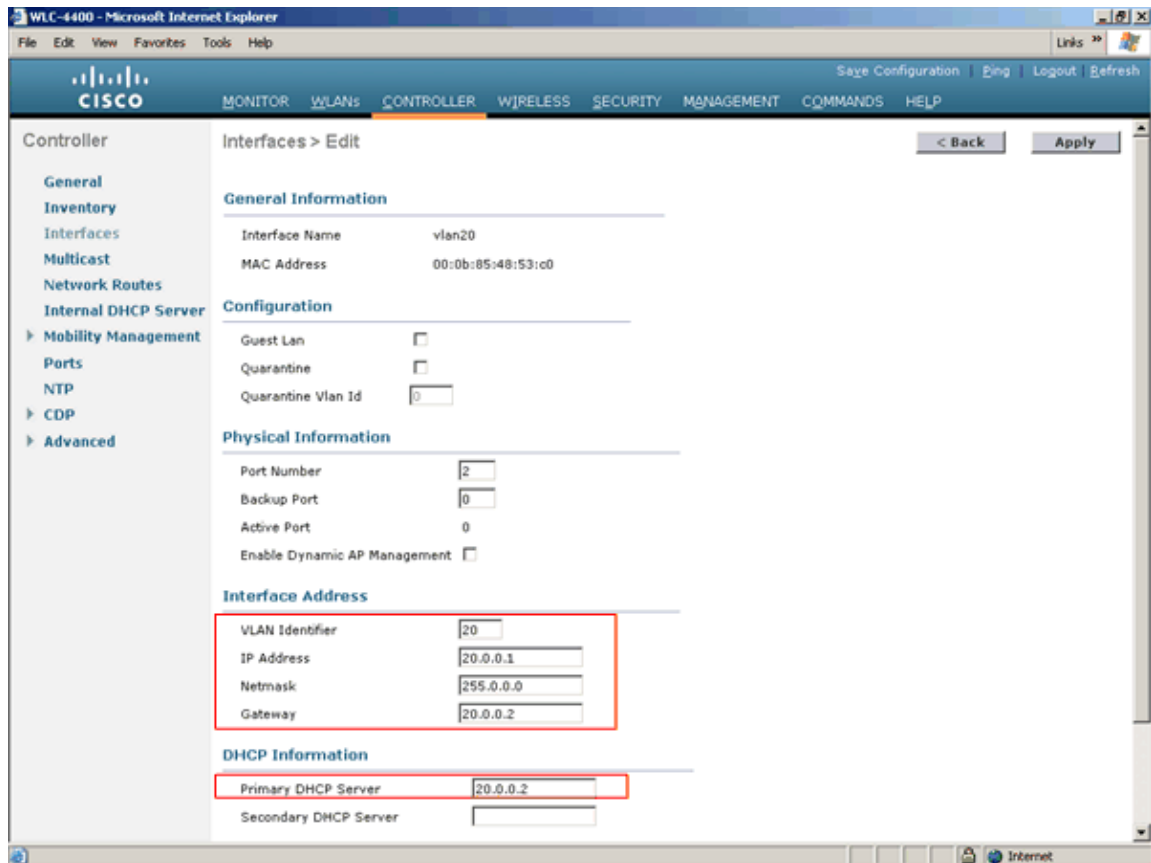 WLC-4400 - Microsoft Internet Explorer
File Edit View Favorites Tools Help Links »
Save Configuration | Ping | Logout | Refresh
CISCO
MONITOR WLANs CONTROLLER WIRELESS SECURITY MANAGEMENT COMMANDS HELP
Controller
General
Inventory
Interfaces
Multicast
Network Routes
Internal DHCP Server
Mobility Management
Ports
NTP
CDP
Advanced
Interfaces > Edit
< Back Apply
General Information
Interface Name vlan20
MAC Address 00:0b:85:48:53:c0
Configuration
Guest Lan
Quarantine
Quarantine Vlan Id 0
Physical Information
Port Number 2
Backup Port 0
Active Port 0
Enable Dynamic AP Management
Interface Address
VLAN Identifier 20
IP Address 20.0.0.1
Netmask 255.0.0.0
Gateway 20.0.0.2
DHCP Information
Primary DHCP Server 20.0.0.2
Secondary DHCP Server
Internet